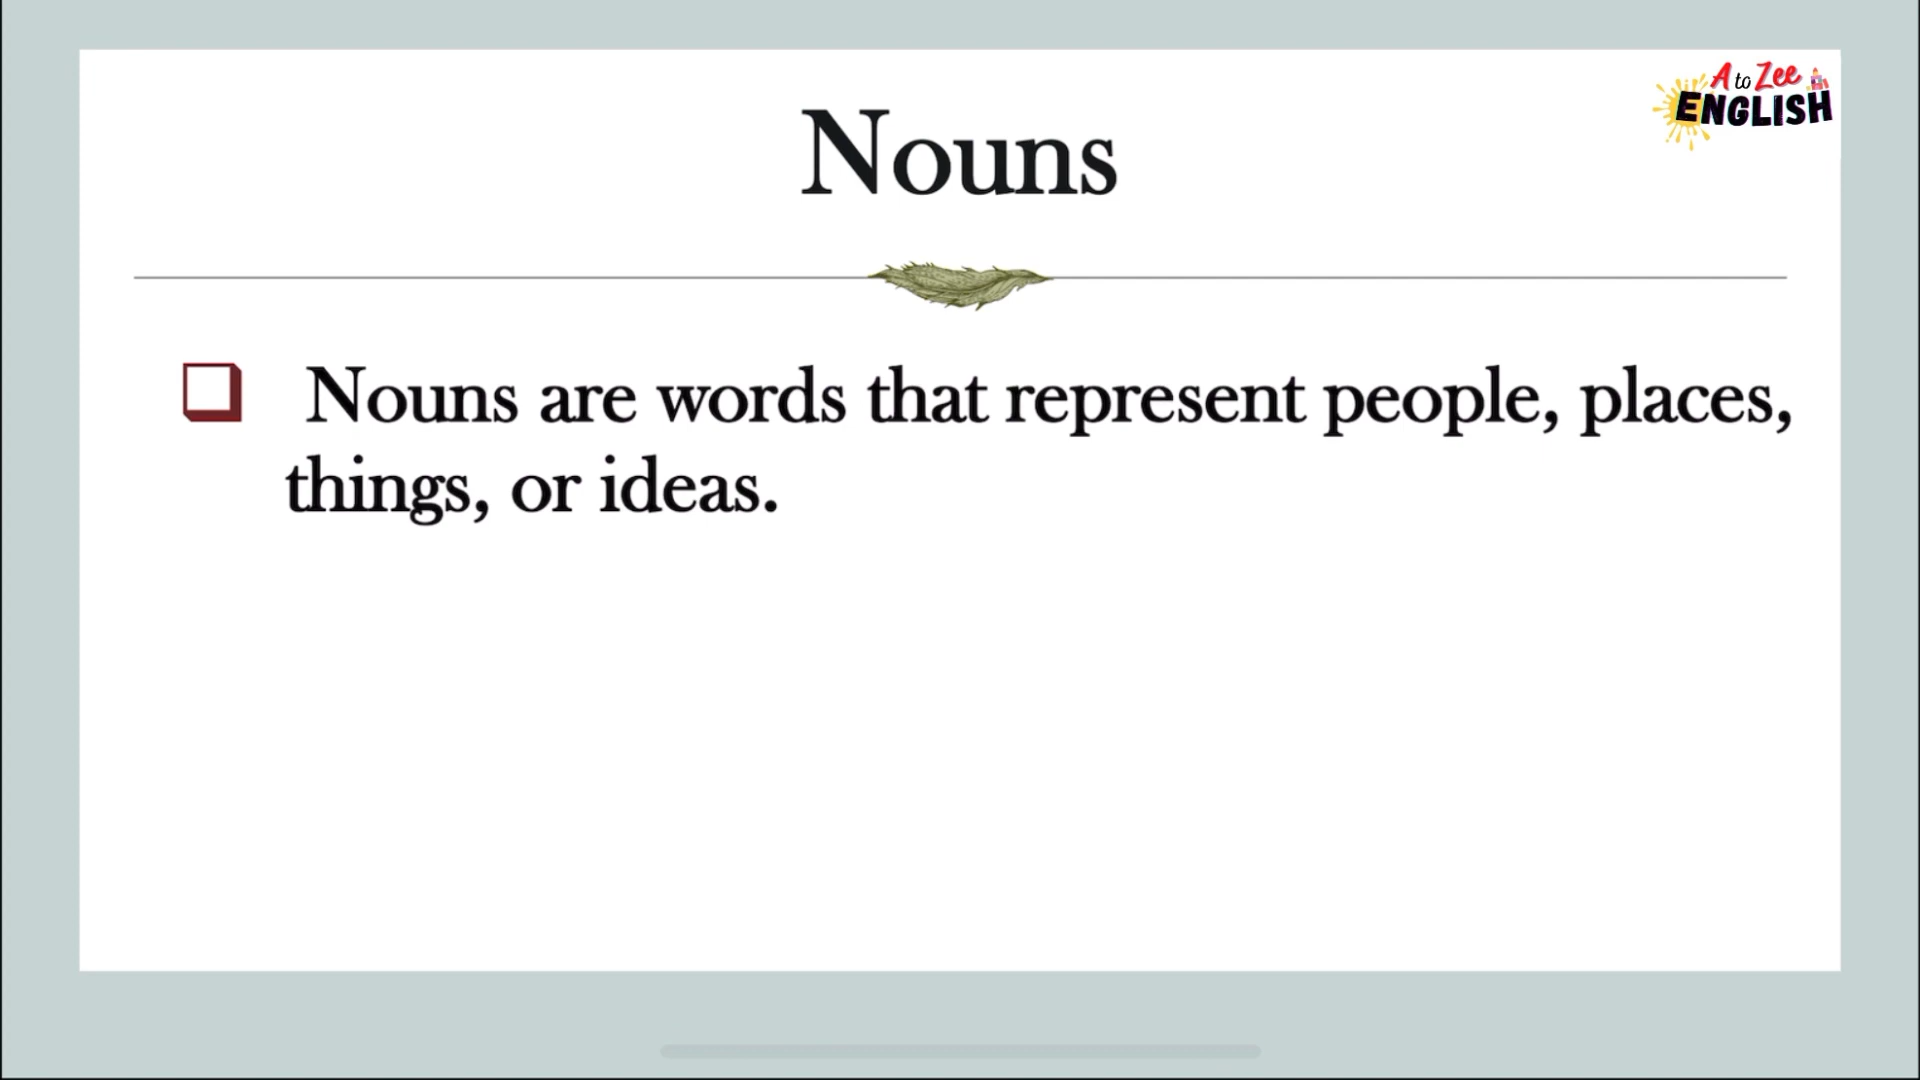 A to Zee
ENGLISH
Nouns
Nouns are words that represent people, places,
things, or ideas.